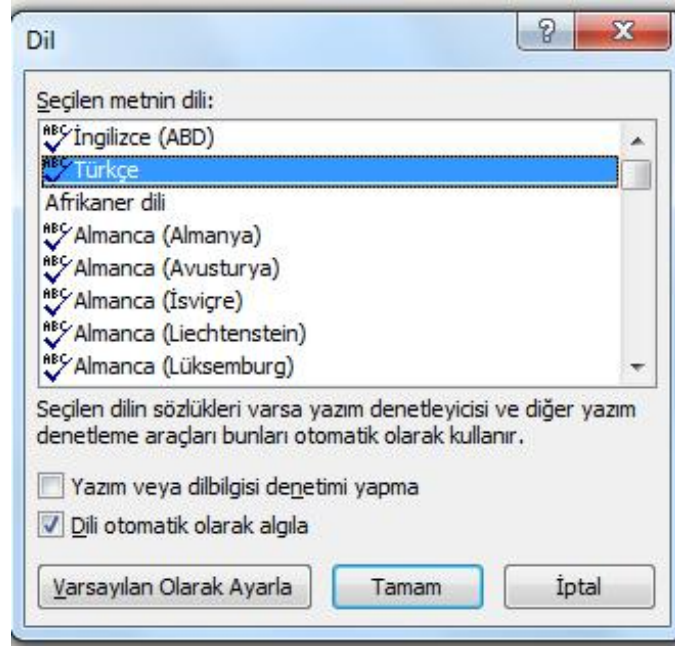 Dil
Seçilen metnin dili:
İngilizce (ABD)
Türkçe
Afrikaner dili
Almanca (Almanya)
Almanca (Avusturya)
Almanca (İsviçre)
Almanca (Liechtenstein)
Almanca (Lüksemburg)
Seçilen dilin sözlükleri varsa yazım denetleyicisi ve diğer yazım
denetleme araçları bunları otomatik olarak kullanır.
Yazım veya dilbilgisi denetimi yapma
Dili otomatik olarak algıla
Varsayılan Olarak Ayarla Tamam İptal